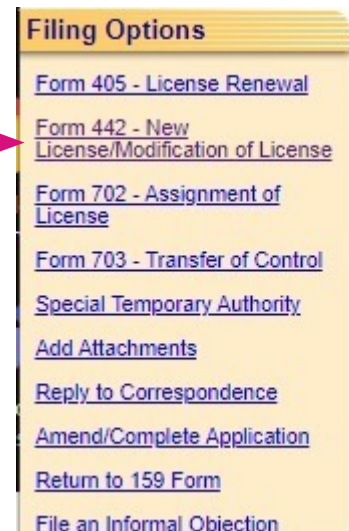 Filing Options
Form 405 - License Renewal
Form 442 - New
License/Modification of License
Form 702 - Assignment of
License
Form 703 - Transfer of Control
Special Temporary Authority
Add Attachments
Reply to Correspondence
Amend/Complete Application
Return to 159 Form
File an Informal Objection